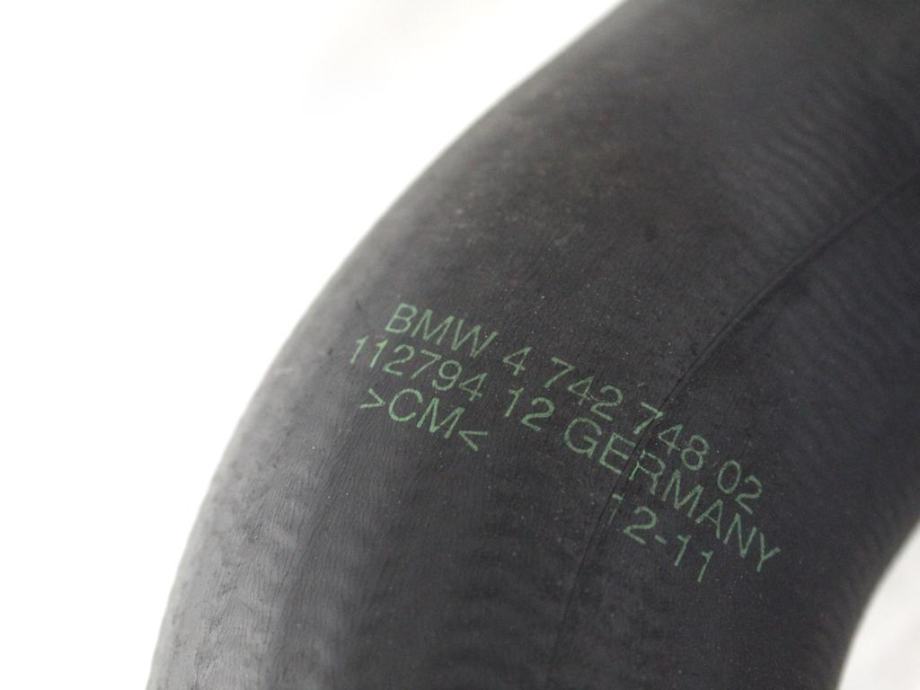 BMW 4 742 748 02
112794 12 GERMANY
>CM< 12-11